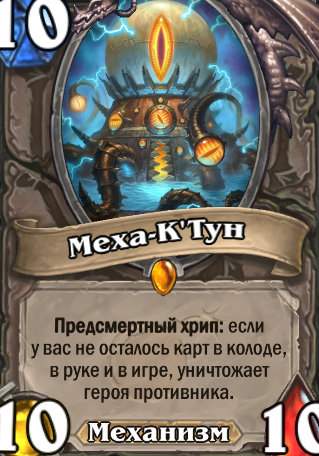 10
Меха-К'Тун
Предсмертный хрип: если
у вас не осталось карт в колоде,
в руке и в игре, уничтожает
героя противника.
10
Механизм
10